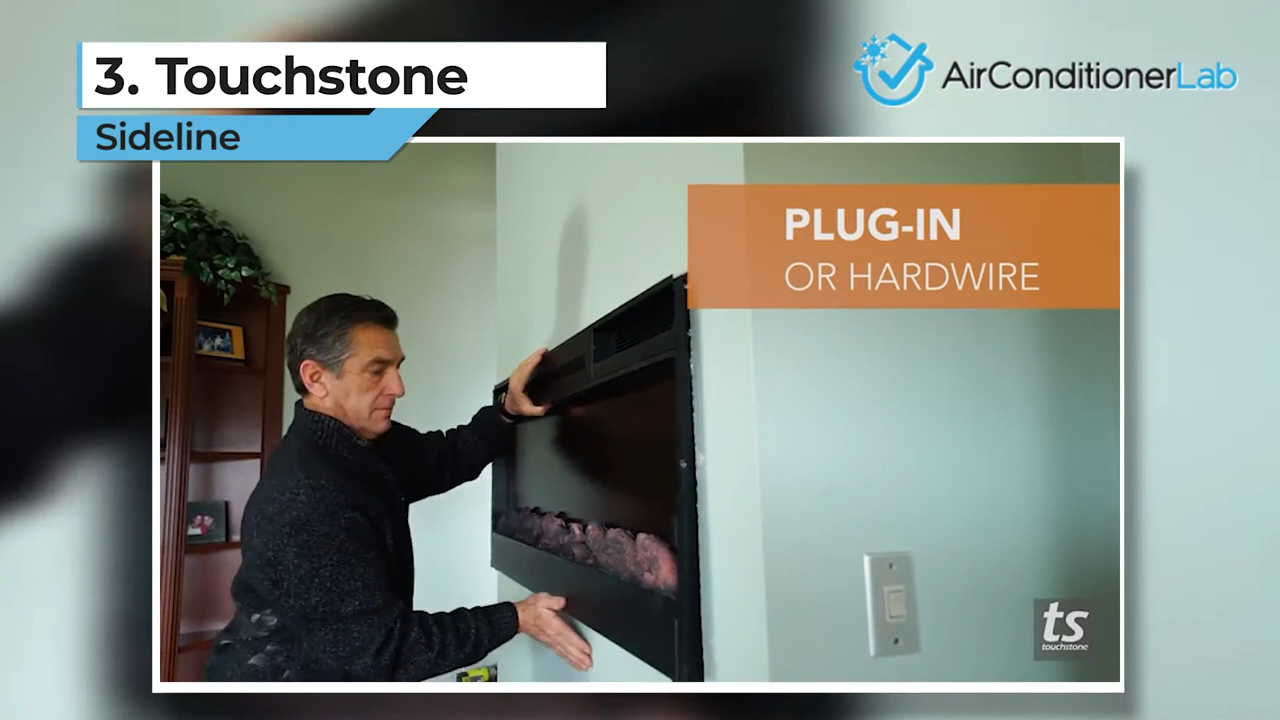 3. Touchstone
Sideline
AirConditionerLab
PLUG-IN
OR HARDWIRE
ts
touchstone